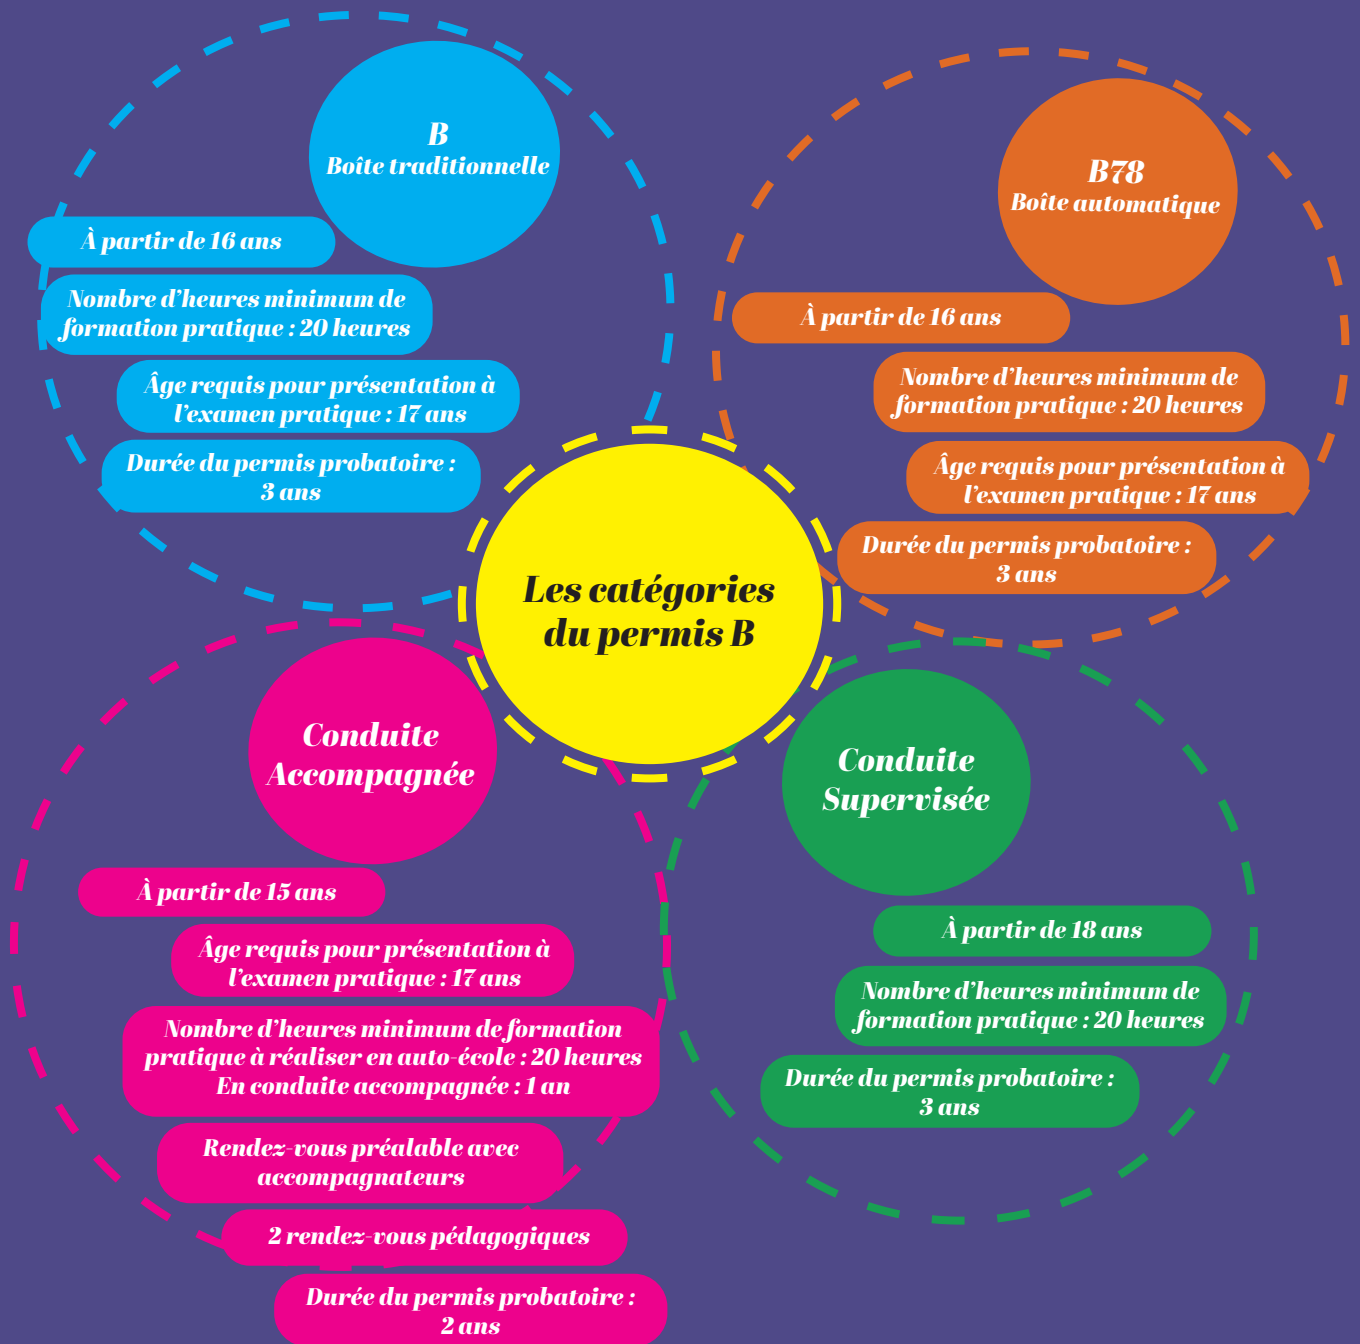 B
Boîte traditionnelle
À partir de 16 ans
Nombre d’heures minimum de
formation pratique : 20 heures
Âge requis pour présentation à
l’examen pratique : 17 ans
Durée du permis probatoire :
3 ans
B78
Boîte automatique
À partir de 16 ans
Nombre d’heures minimum de
formation pratique : 20 heures
Âge requis pour présentation à
l’examen pratique : 17 ans
Durée du permis probatoire :
3 ans
Les catégories
du permis B
Conduite
Accompagnée
À partir de 15 ans
Âge requis pour présentation à
l’examen pratique : 17 ans
Nombre d’heures minimum de formation
pratique à réaliser en auto-école : 20 heures
En conduite accompagnée : 1 an
Rendez-vous préalable avec
accompagnateurs
2 rendez-vous pédagogiques
Durée du permis probatoire :
2 ans
Conduite
Supervisée
À partir de 18 ans
Nombre d’heures minimum de
formation pratique : 20 heures
Durée du permis probatoire :
3 ans